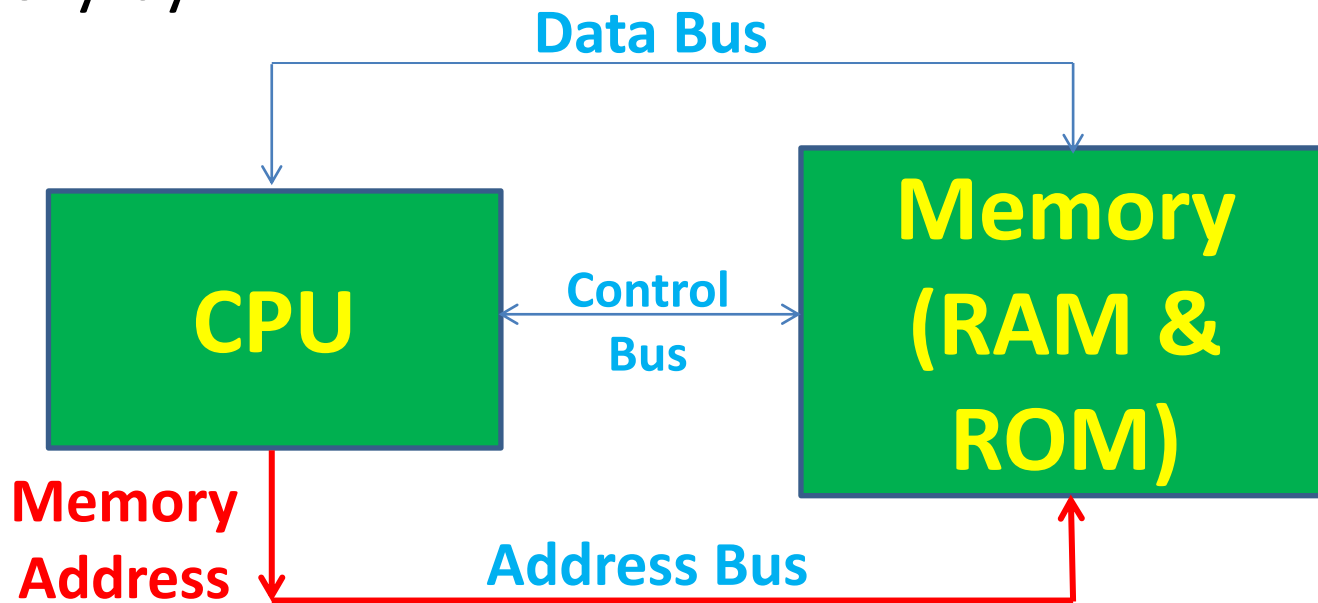 Data Bus
CPU
Control
Bus
Memory
(RAM &
ROM)
Memory
Address
Address Bus